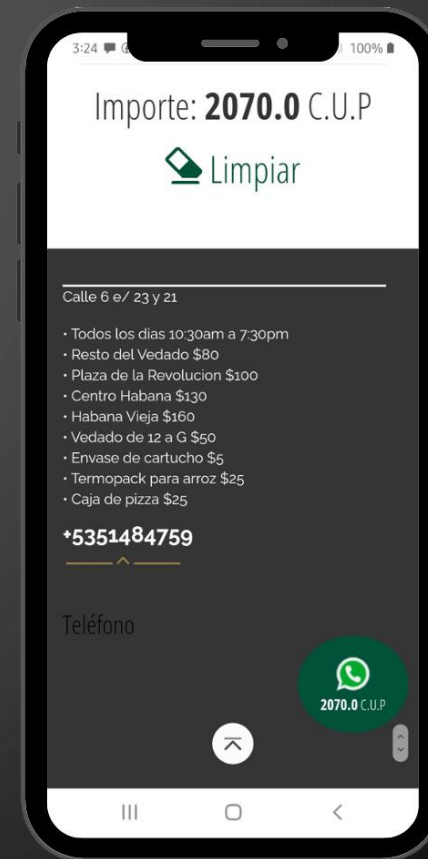 3:24
100%
Importe: 2070.0 C.U.P
Limpiar
Calle 6 e/ 23 y 21
• Todos los dias 10:30am a 7:30pm
• Resto del Vedado $80
• Plaza de la Revolucion $100
• Centro Habana $130
• Habana Vieja $160
• Vedado de 12 a G $50
• Envase de cartucho $5
• Termopack para arroz $25
• Caja de pizza $25
+5351484759
Teléfono
2070.0 C.U.P